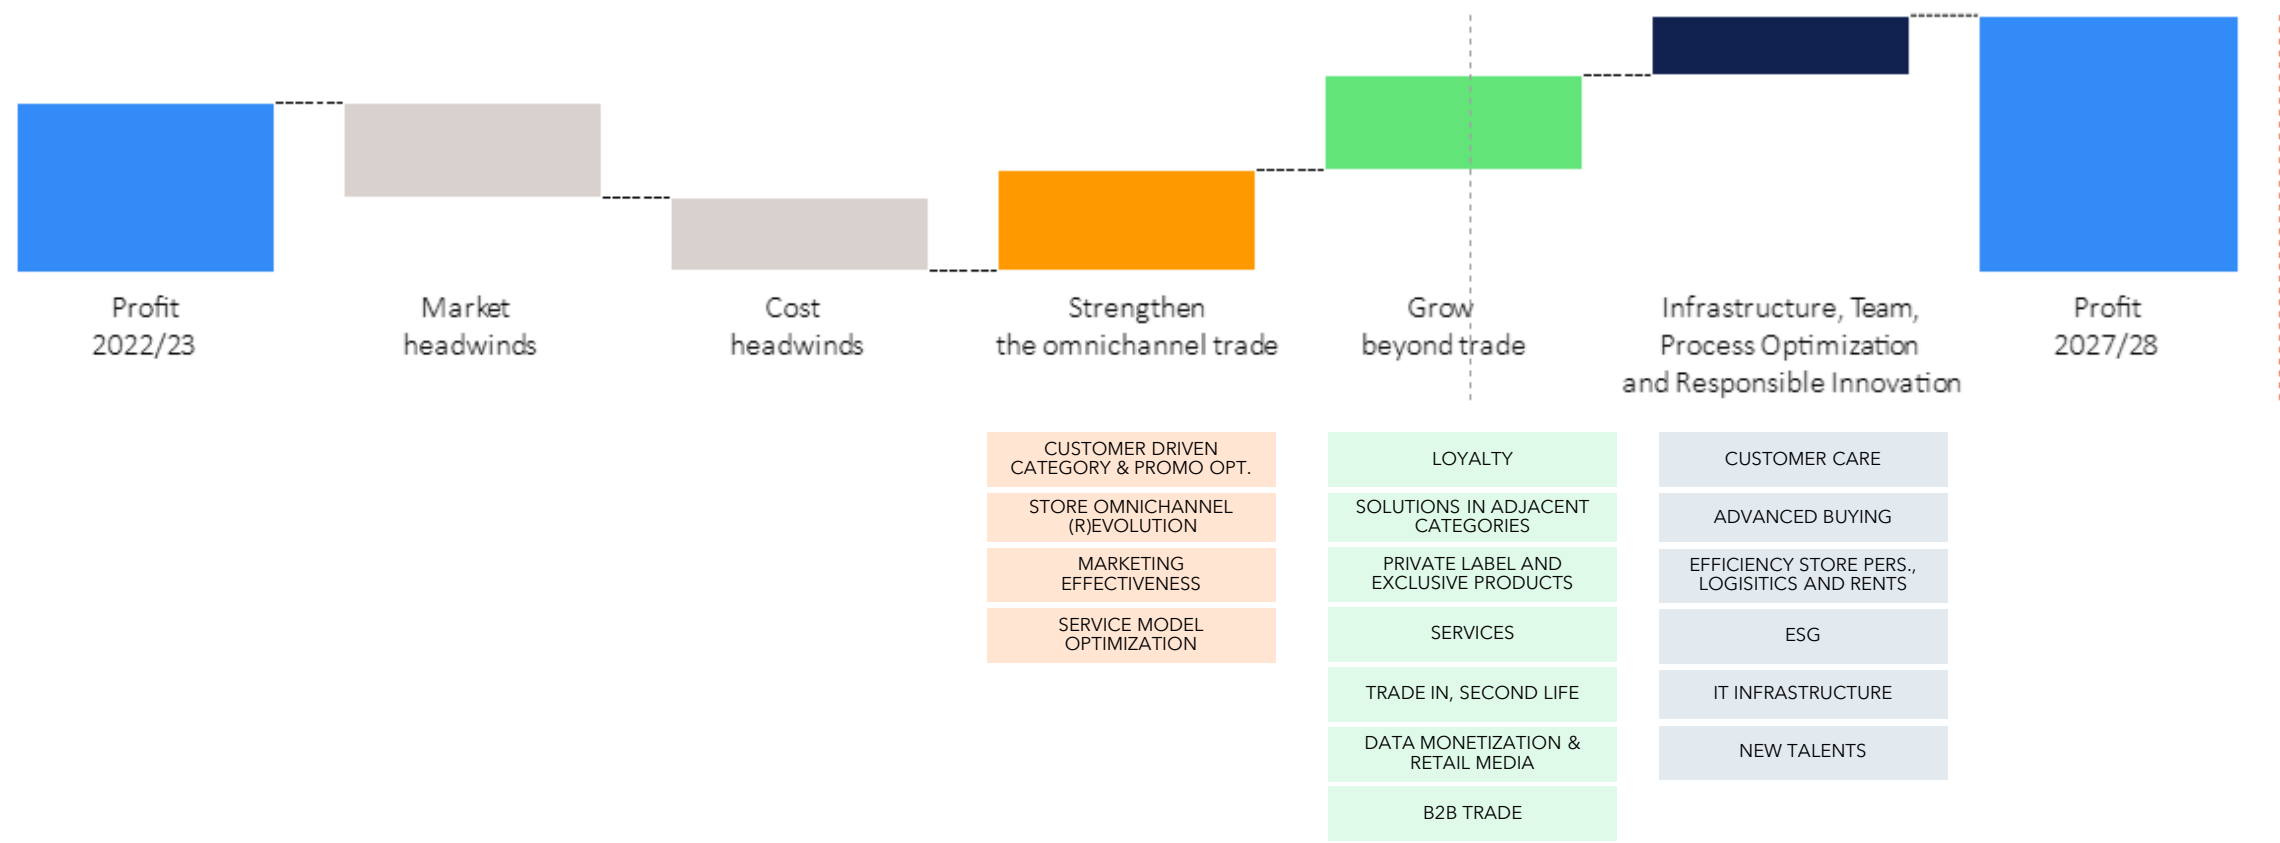 Profit
2022/23
Market
headwinds
Cost
headwinds
Strengthen
the omnichannel trade
Grow
beyond trade
Infrastructure, Team,
Process Optimization
and Responsible Innovation
Profit
2027/28
CUSTOMER DRIVEN
CATEGORY & PROMO OPT.
STORE OMNICHANNEL
(R)EVOLUTION
MARKETING
EFFECTIVENESS
SERVICE MODEL
OPTIMIZATION
LOYALTY
SOLUTIONS IN ADJACENT
CATEGORIES
PRIVATE LABEL AND
EXCLUSIVE PRODUCTS
SERVICES
TRADE IN, SECOND LIFE
DATA MONETIZATION &
RETAIL MEDIA
B2B TRADE
CUSTOMER CARE
ADVANCED BUYING
EFFICIENCY STORE PERS.,
LOGISITICS AND RENTS
ESG
IT INFRASTRUCTURE
NEW TALENTS